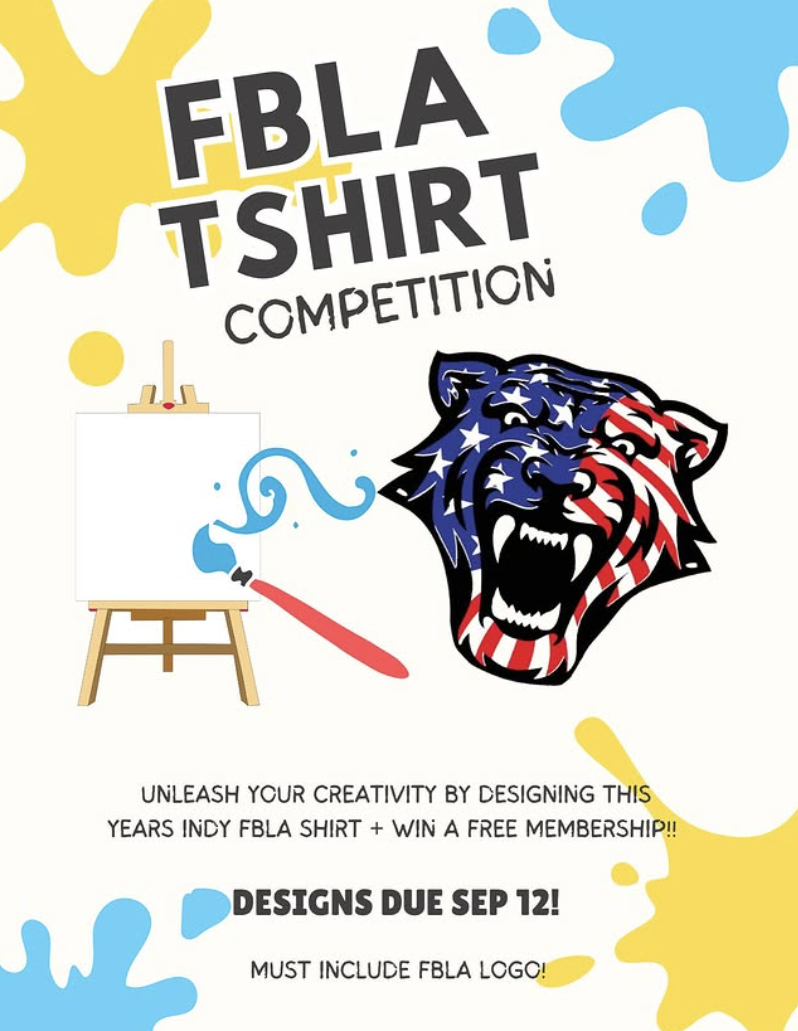 FBLA
TSHIRT
COMPETITION
UNLEASH YOUR CREATIVITY BY DESIGNING THIS
YEARS INDY FBLA SHIRT + WIN A FREE MEMBERSHIP!!
DESIGNS DUE SEP 12!
MUST INCLUDE FBLA LOGO!